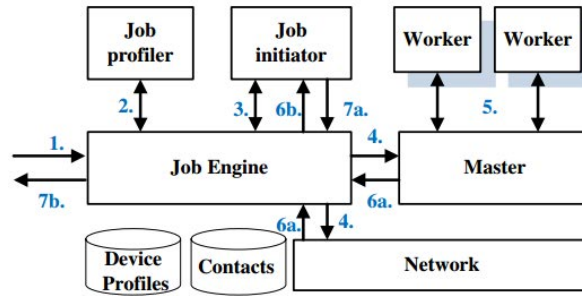 Job
profiler
Job
initiator
Worker
Worker
2.
3.
6b.
7a.
5.
1.
Job Engine
4.
Master
7b.
6a.
6a.
4.
Device
Profiles
Contacts
Network